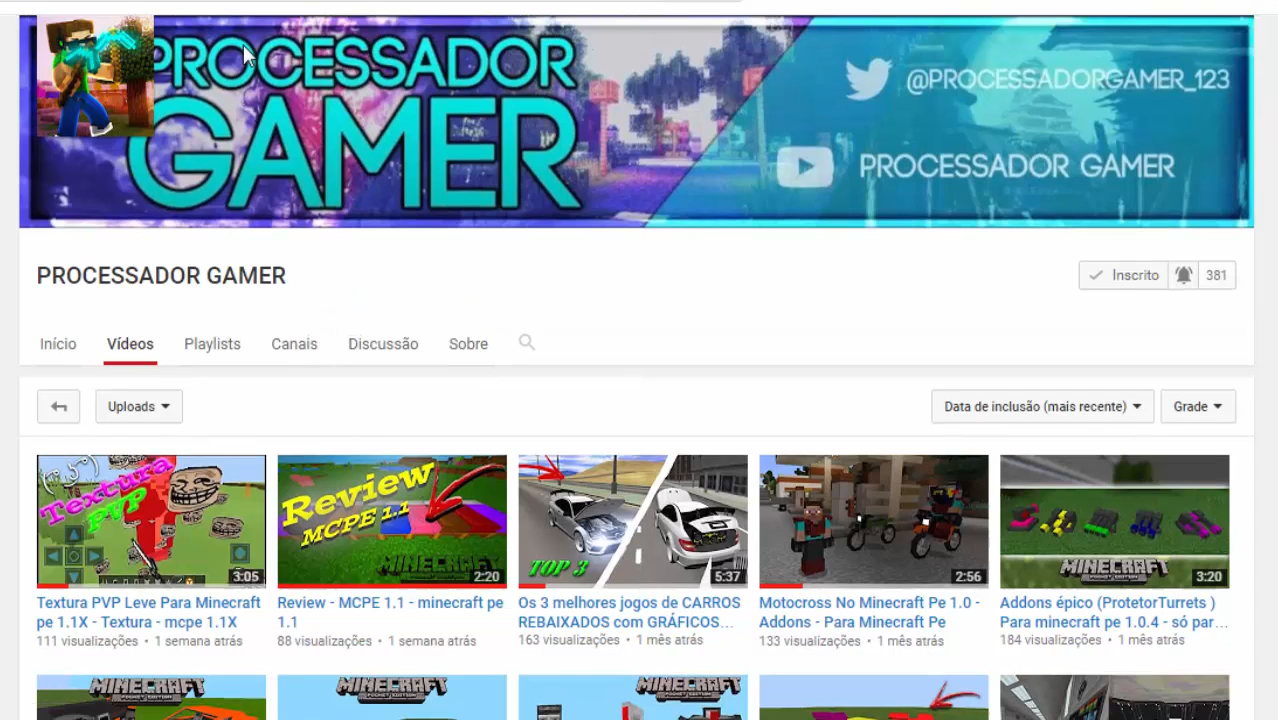 PROCESSADOR
GAMER
@PROCESSADORGAMER_123
PROCESSADOR GAMER
PROCESSADOR GAMER
Inscrito 381
Início Vídeos Playlists Canais Discussão Sobre
Uploads Data de inclusão (mais recente) Grade
Textura
PVP
3:05
Review
MCPE 1.1
MINECRAFT
2:20
TOP 3
5:37
2:56
MINECRAFT
3:20
Textura PVP Leve Para Minecraft
pe 1.1X - Textura - mcpe 1.1X
111 visualizações • 1 semana atrás
Review - MCPE 1.1 - minecraft pe
1.1
88 visualizações • 1 semana atrás
Os 3 melhores jogos de CARROS
REBAIXADOS com GRÁFICOS...
163 visualizações • 1 mês atrás
Motocross No Minecraft Pe 1.0 -
Addons - Para Minecraft Pe
133 visualizações • 1 mês atrás
Addons épico (ProtetorTurrets )
Para minecraft pe 1.0.4 - só par...
184 visualizações • 1 mês atrás
MINECRAFT
POCKET EDITION
MINECRAFT
POCKET EDITION
MINECRAFT
POCKET EDITION